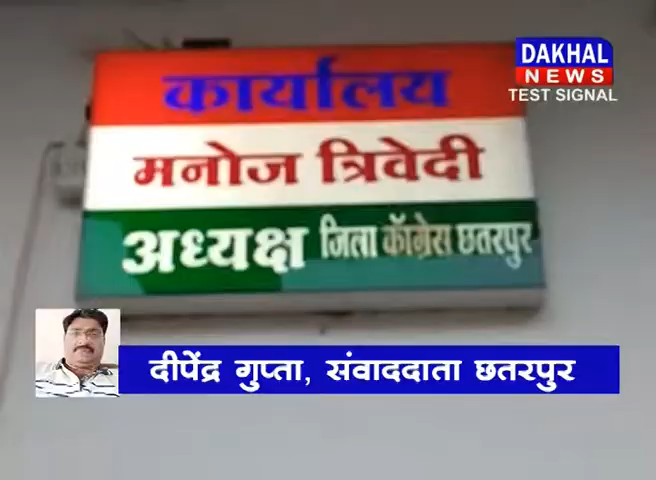 DAKHAL
NEWS
TEST SIGNAL
कार्यालय
मनोज त्रिवेदी
अध्यक्ष जिला कॉग्रेस छतरपुर
दीपेंद्र गुप्ता, संवाददाता छतरपुर